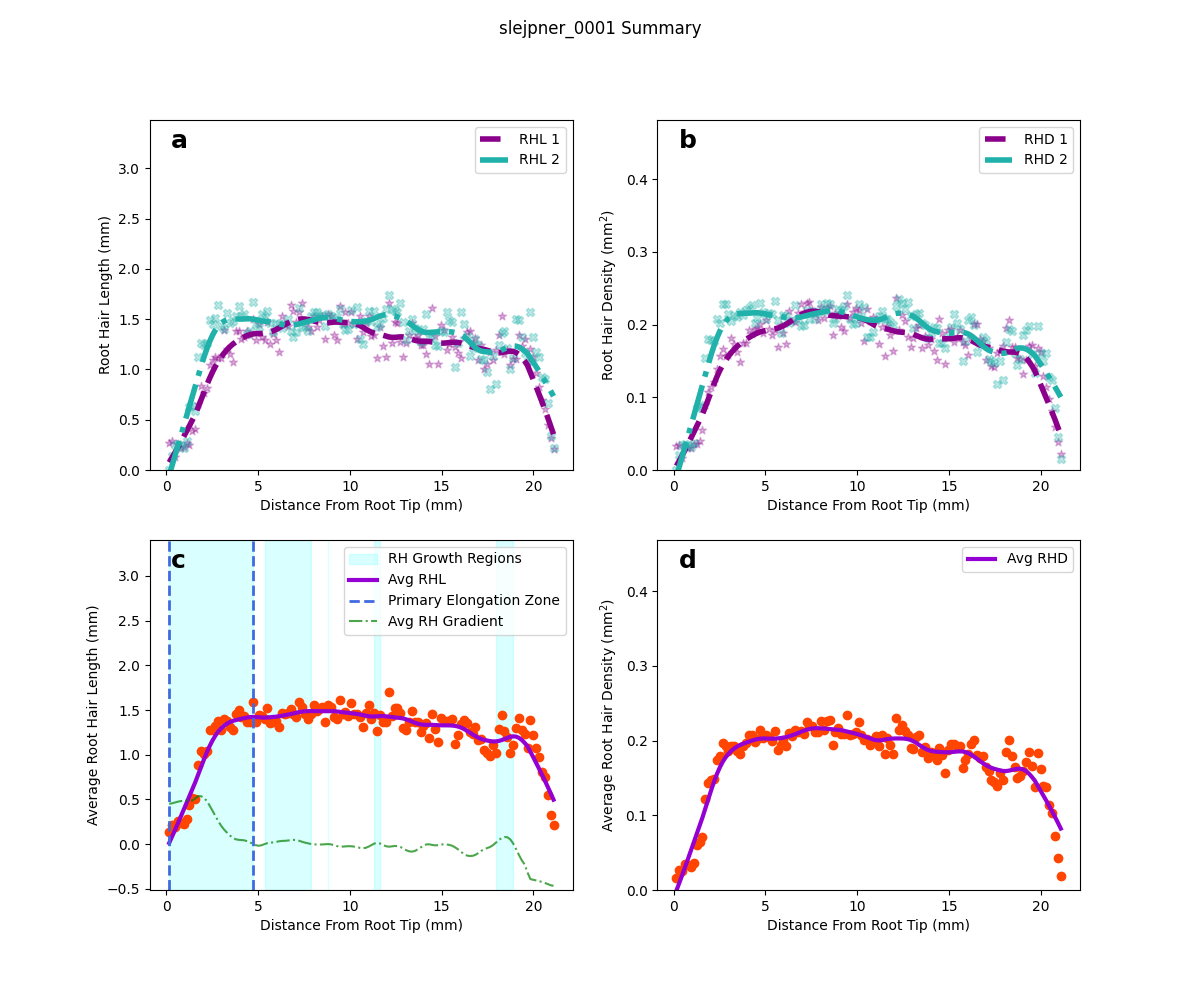 slejpner_0001 Summary
a
RHL 1
RHL 2
Root Hair Length (mm)
3.0
2.5
2.0
1.5
1.0
0.5
0.0
0
5
10
15
20
Distance From Root Tip (mm)
b
RHD 1
RHD 2
Root Hair Density (mm²)
0.4
0.3
0.2
0.1
0.0
0
5
10
15
20
Distance From Root Tip (mm)
c
RH Growth Regions
Avg RHL
Primary Elongation Zone
Avg RH Gradient
Average Root Hair Length (mm)
3.0
2.5
2.0
1.5
1.0
0.5
0.0
−0.5
0
5
10
15
20
Distance From Root Tip (mm)
d
Avg RHD
Average Root Hair Density (mm²)
0.4
0.3
0.2
0.1
0.0
0
5
10
15
20
Distance From Root Tip (mm)